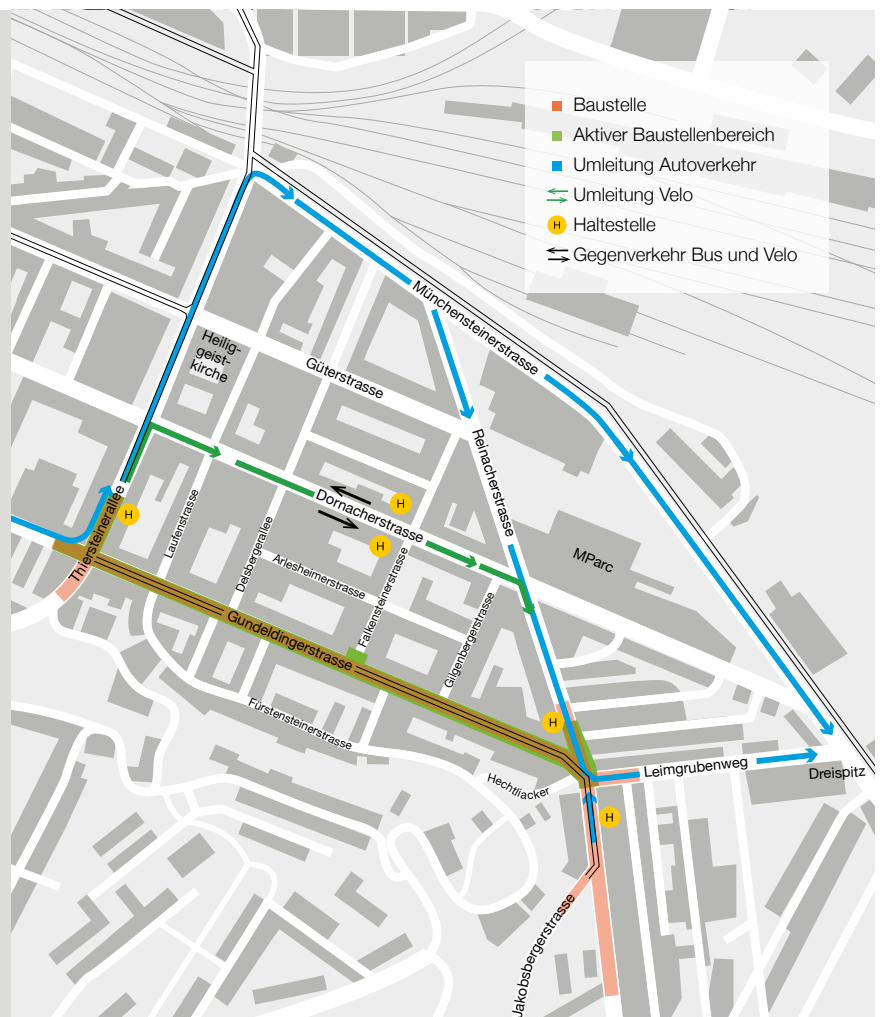 Baustelle
Aktiver Baustellenbereich
Umleitung Autoverkehr
Umleitung Velo
H Haltestelle
Gegenverkehr Bus und Velo
Münchensteinerstrasse
Heilig-
geist-
kirche
Güterstrasse
Reinacherstrasse
Thiersteinerallee
H
Laufenstrasse
Delsbergerallee
Dornacherstrasse
H
H
Arlesheimerstrasse
Falkensteinerstrasse
Gilgenbergerstrasse
MParc
Gundeldingerstrasse
Fürstensteinerstrasse
H
Hechtliacker
Leimgrubenweg
Dreispitz
H
Jakobsbergerstrasse